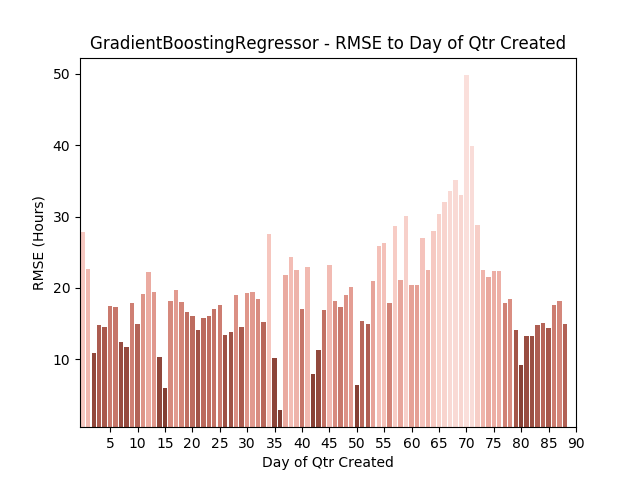 GradientBoostingRegressor - RMSE to Day of Qtr Created
50
40
30
20
10
RMSE (Hours)
5 10 15 20 25 30 35 40 45 50 55 60 65 70 75 80 85 90
Day of Qtr Created